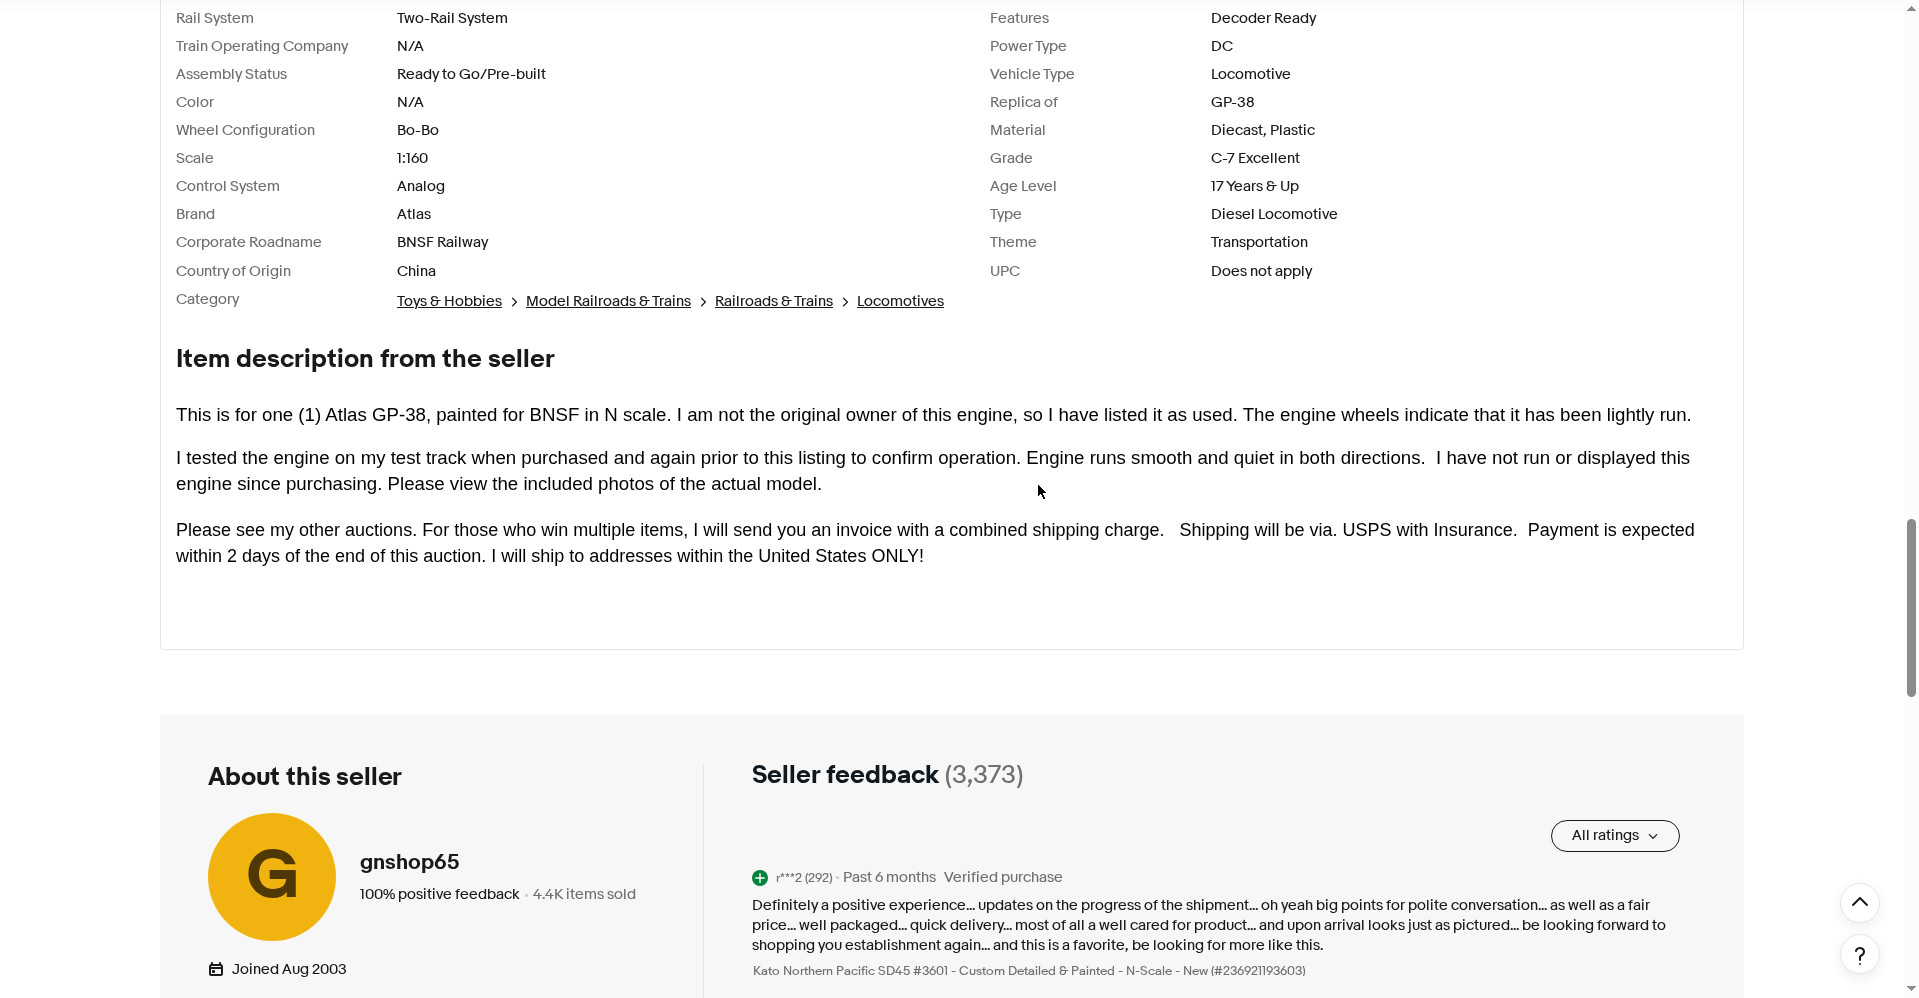 Rail System Two-Rail System Features Decoder Ready
Train Operating Company N/A Power Type DC
Assembly Status Ready to Go/Pre-built Vehicle Type Locomotive
Color N/A Replica of GP-38
Wheel Configuration Bo-Bo Material Diecast, Plastic
Scale 1:160 Grade C-7 Excellent
Control System Analog Age Level 17 Years & Up
Brand Atlas Type Diesel Locomotive
Corporate Roadname BNSF Railway Theme Transportation
Country of Origin China UPC Does not apply
Category Toys & Hobbies > Model Railroads & Trains > Railroads & Trains > Locomotives
Item description from the seller
This is for one (1) Atlas GP-38, painted for BNSF in N scale. I am not the original owner of this engine, so I have listed it as used. The engine wheels indicate that it has been lightly run.
I tested the engine on my test track when purchased and again prior to this listing to confirm operation. Engine runs smooth and quiet in both directions.  I have not run or displayed this
engine since purchasing. Please view the included photos of the actual model.
Please see my other auctions. For those who win multiple items, I will send you an invoice with a combined shipping charge.   Shipping will be via. USPS with Insurance.  Payment is expected
within 2 days of the end of this auction. I will ship to addresses within the United States ONLY!
About this seller
G
gnshop65
100% positive feedback · 4.4K items sold
Joined Aug 2003
Seller feedback (3,373)
All ratings
r***2 (292) · Past 6 months Verified purchase
Definitely a positive experience... updates on the progress of the shipment... oh yeah big points for polite conversation... as well as a fair
price... well packaged... quick delivery... most of all a well cared for product... and upon arrival looks just as pictured... be looking forward to
shopping you establishment again... and this is a favorite, be looking for more like this.
Kato Northern Pacific SD45 #3601 - Custom Detailed & Painted - N-Scale - New (#236921193603)
?